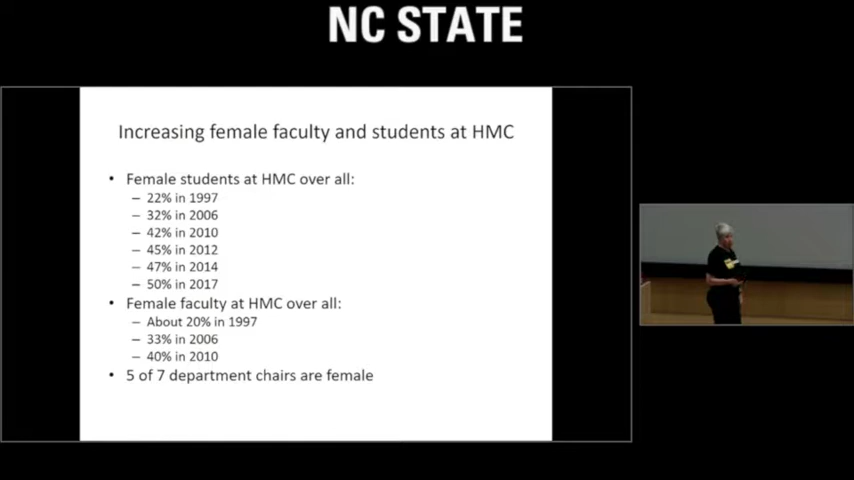 NC STATE
Increasing female faculty and students at HMC
• Female students at HMC over all:
– 22% in 1997
– 32% in 2006
– 42% in 2010
– 45% in 2012
– 47% in 2014
– 50% in 2017
• Female faculty at HMC over all:
– About 20% in 1997
– 33% in 2006
– 40% in 2010
• 5 of 7 department chairs are female